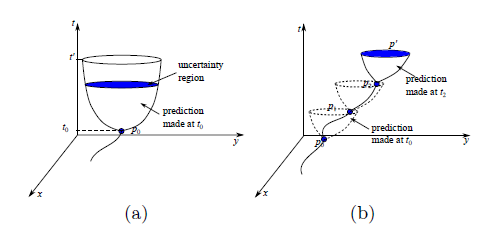 t
t'
uncertainty
region
prediction
made at t0
t0
p0
y
x
(a)
t
p'
p2
prediction
made at t2
p1
prediction
made at t0
p0
y
x
(b)